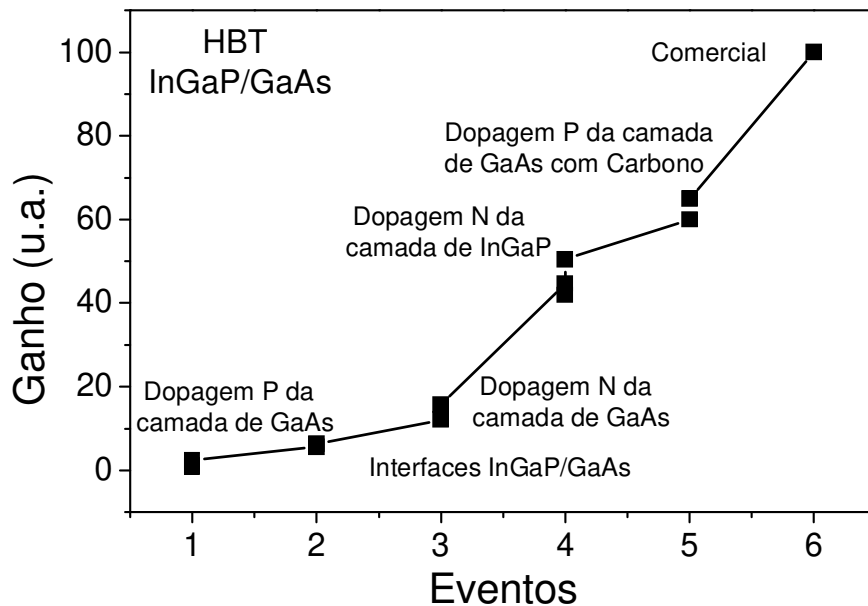 HBT
InGaP/GaAs
Comercial
Dopagem P da camada
de GaAs com Carbono
Dopagem N da
camada de InGaP
Dopagem P da
camada de GaAs
Dopagem N da
camada de GaAs
Interfaces InGaP/GaAs
Ganho (u.a.)
100
80
60
40
20
0
1 2 3 4 5 6
Eventos